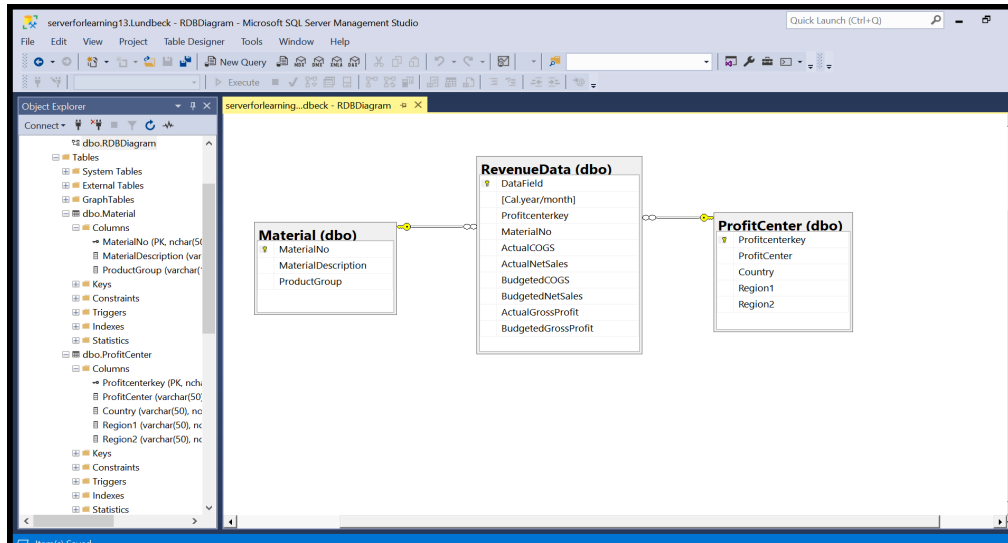 serverforlearning13.Lundbeck - RDBDiagram - Microsoft SQL Server Management Studio
Quick Launch (Ctrl+Q)
File Edit View Project Table Designer Tools Window Help
New Query
Execute
Object Explorer
serverforlearning...dbeck - RDBDiagram
Connect
dbo.RDBDiagram
Tables
System Tables
External Tables
GraphTables
dbo.Material
Columns
MaterialNo (PK, nchar(50
MaterialDescription (var
ProductGroup (varchar(
Keys
Constraints
Triggers
Indexes
Statistics
dbo.ProfitCenter
Columns
Profitcenterkey (PK, ncha
ProfitCenter (varchar(50)
Country (varchar(50), no
Region1 (varchar(50), nc
Region2 (varchar(50), nc
Keys
Constraints
Triggers
Indexes
Statistics
Material (dbo)
MaterialNo
MaterialDescription
ProductGroup
RevenueData (dbo)
DataField
[Cal.year/month]
Profitcenterkey
MaterialNo
ActualCOGS
ActualNetSales
BudgetedCOGS
BudgetedNetSales
ActualGrossProfit
BudgetedGrossProfit
ProfitCenter (dbo)
Profitcenterkey
ProfitCenter
Country
Region1
Region2
Item(s) Saved